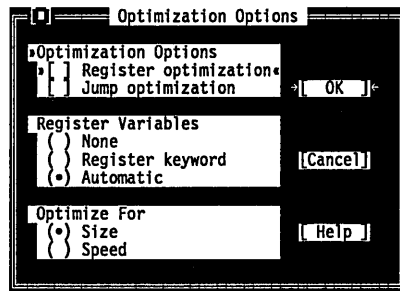 Optimization Options
Optimization Options
[ ] Register optimization
[ ] Jump optimization
[ OK ]
Register Variables
( ) None
( ) Register keyword
(•) Automatic
[Cancel]
Optimize For
(•) Size
( ) Speed
[ Help ]